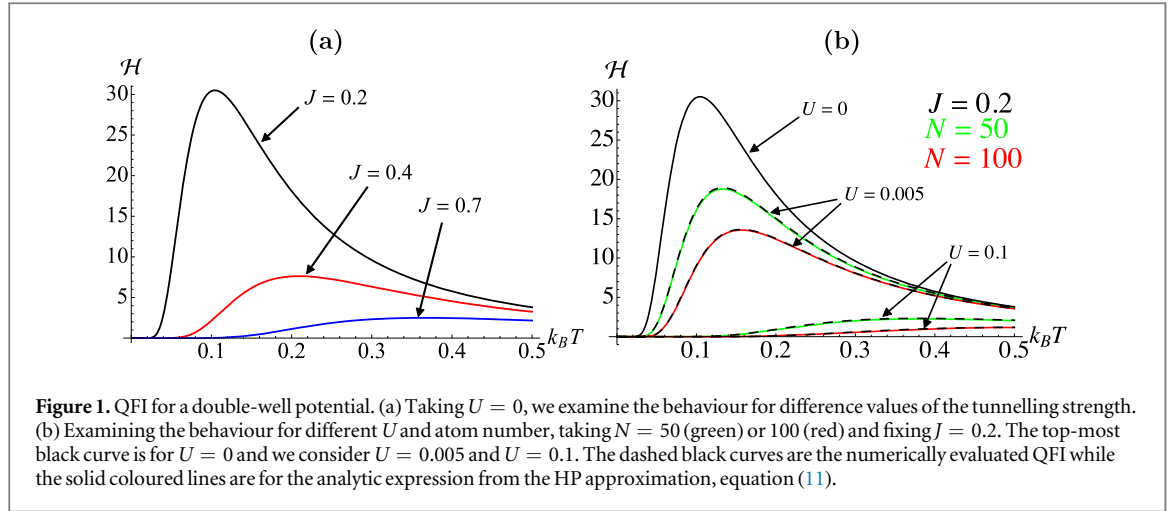 (a) (b)
ℋ ℋ
30 30
25 25
20 20
15 15
10 10
5 5
J = 0.2
J = 0.4
J = 0.7
U = 0
U = 0.005
U = 0.1
J = 0.2
N = 50
N = 100
0.1 0.2 0.3 0.4 0.5 k_B T
0.1 0.2 0.3 0.4 0.5 k_B T
Figure 1. QFI for a double-well potential. (a) Taking U = 0, we examine the behaviour for difference values of the tunnelling strength.
(b) Examining the behaviour for different U and atom number, taking N = 50 (green) or 100 (red) and fixing J = 0.2. The top-most
black curve is for U = 0 and we consider U = 0.005 and U = 0.1. The dashed black curves are the numerically evaluated QFI while
the solid coloured lines are for the analytic expression from the HP approximation, equation (11).